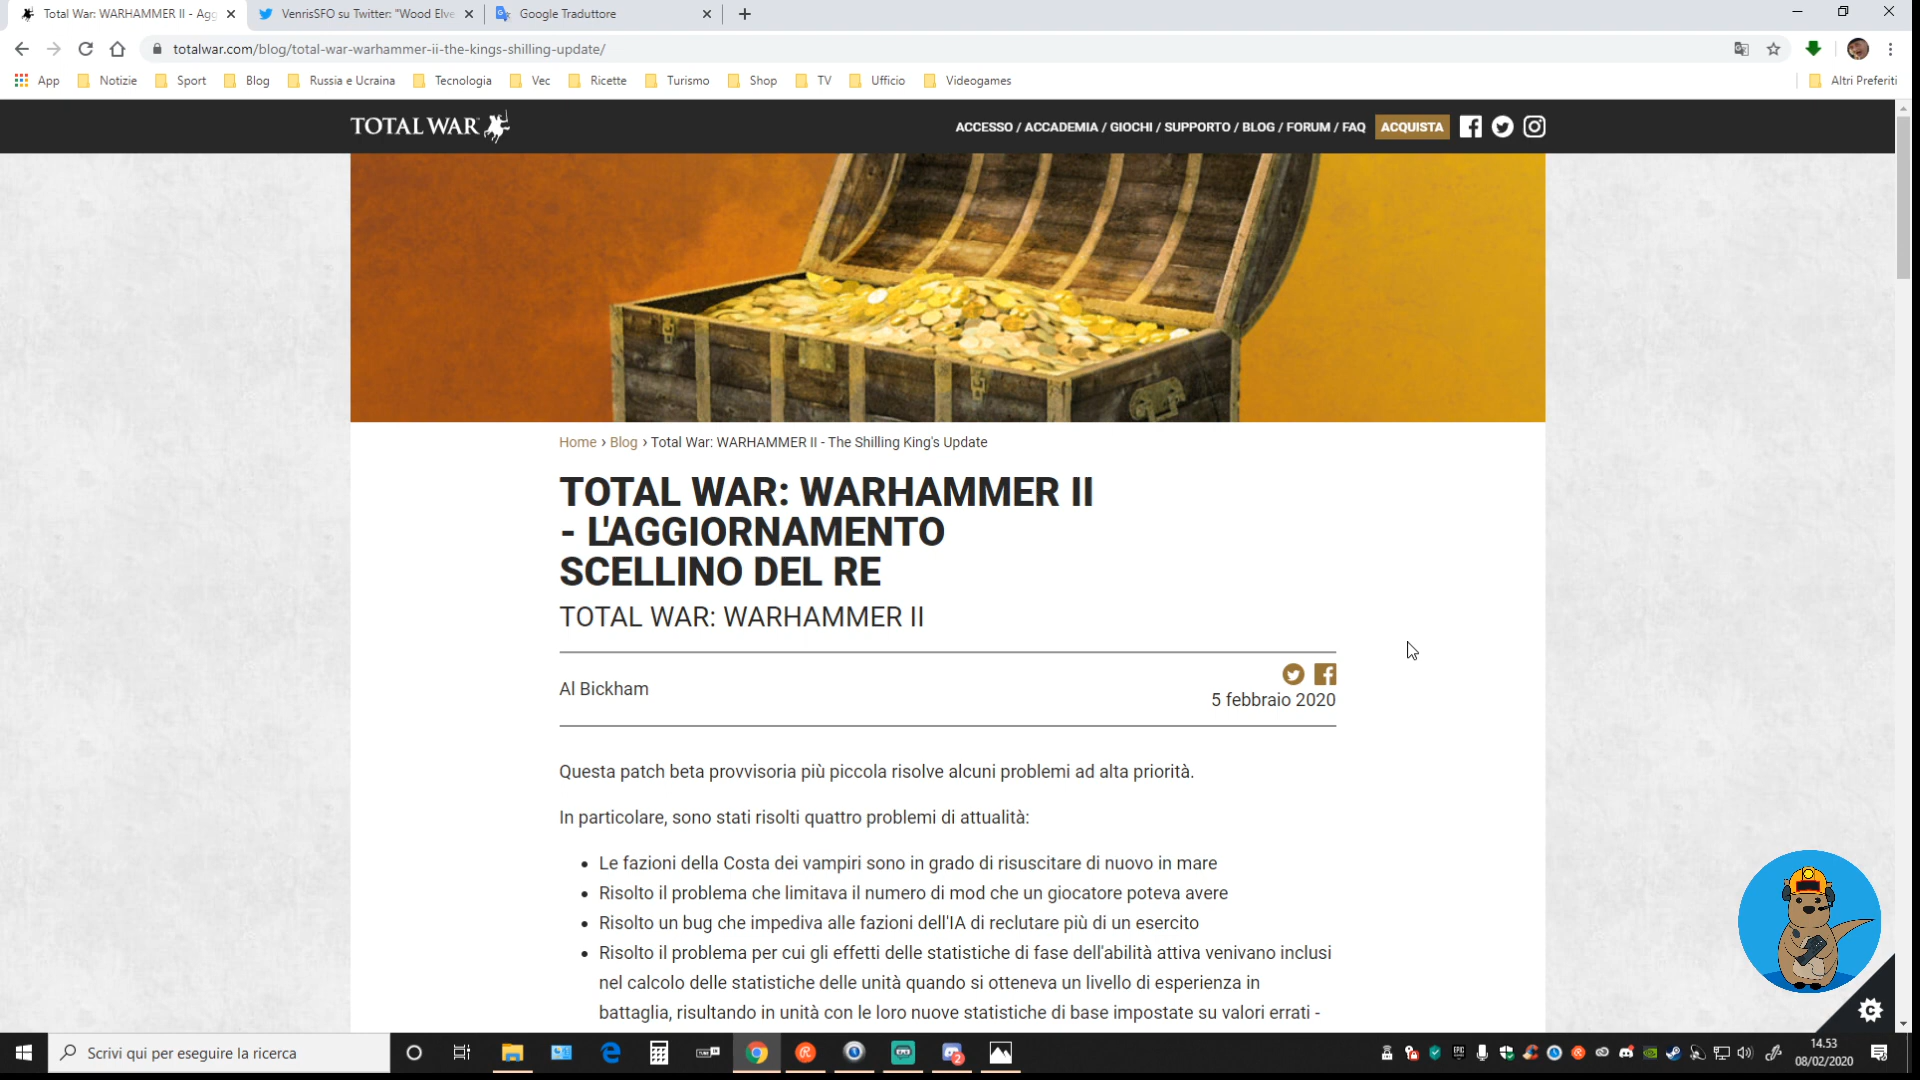 Total War: WARHAMMER II - Agg
VenrisSFO su Twitter: "Wood Elve
Google Traduttore
totalwar.com/blog/total-war-warhammer-ii-the-kings-shilling-update/
App Notizie Sport Blog Russia e Ucraina Tecnologia Vec Ricette Turismo Shop TV Ufficio Videogames Altri Preferiti
TOTAL WAR
ACCESSO / ACCADEMIA / GIOCHI / SUPPORTO / BLOG / FORUM / FAQ ACQUISTA
Home › Blog › Total War: WARHAMMER II - The Shilling King's Update
TOTAL WAR: WARHAMMER II
- L'AGGIORNAMENTO
SCELLINO DEL RE
TOTAL WAR: WARHAMMER II
Al Bickham
5 febbraio 2020
Questa patch beta provvisoria più piccola risolve alcuni problemi ad alta priorità.
In particolare, sono stati risolti quattro problemi di attualità:
• Le fazioni della Costa dei vampiri sono in grado di risuscitare di nuovo in mare
• Risolto il problema che limitava il numero di mod che un giocatore poteva avere
• Risolto un bug che impediva alle fazioni dell'IA di reclutare più di un esercito
• Risolto il problema per cui gli effetti delle statistiche di fase dell'abilità attiva venivano inclusi
nel calcolo delle statistiche delle unità quando si otteneva un livello di esperienza in
battaglia, risultando in unità con le loro nuove statistiche di base impostate su valori errati -
Scrivi qui per eseguire la ricerca
14.53
08/02/2020